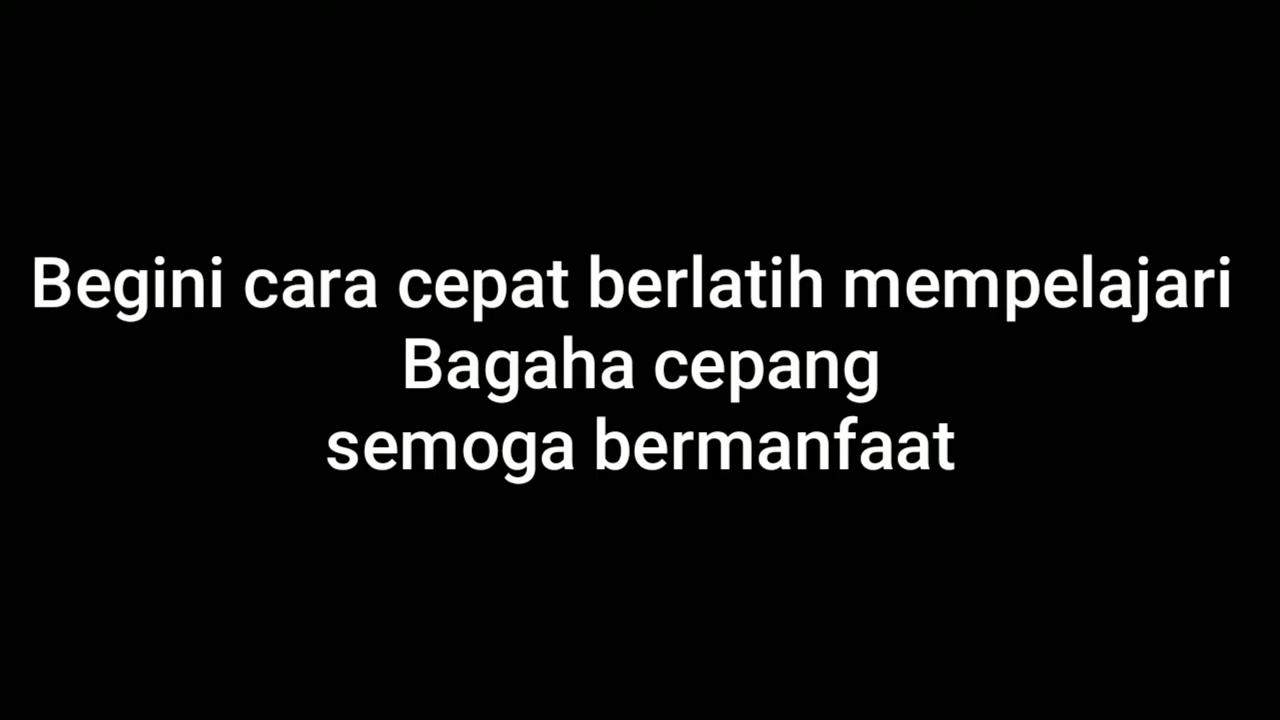 Begini cara cepat berlatih mempelajari
Bagaha cepang
semoga bermanfaat